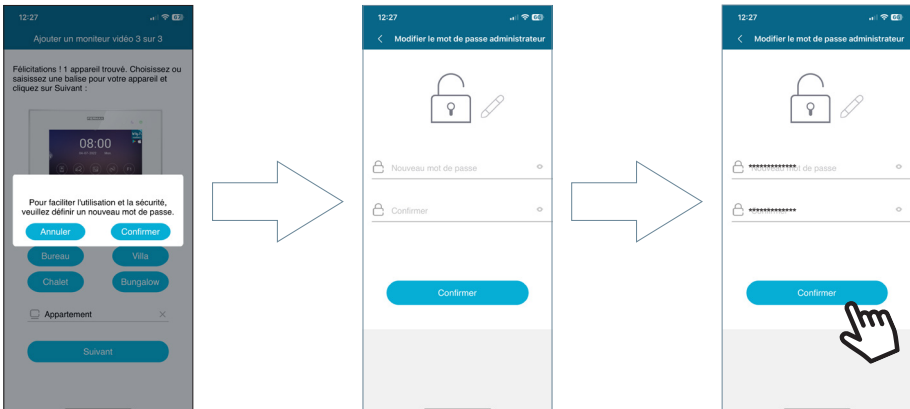 12:27
Ajouter un moniteur vidéo 3 sur 3
Félicitations ! 1 appareil trouvé. Choisissez ou
saisissez une balise pour votre appareil et
cliquez sur Suivant :
08:00
Pour faciliter l'utilisation et la sécurité,
veuillez définir un nouveau mot de passe.
Annuler
Confirmer
Bureau
Villa
Chalet
Bungalow
Appartement
Suivant
12:27
Modifier le mot de passe administrateur
Nouveau mot de passe
Confirmer
Confirmer
12:27
Modifier le mot de passe administrateur
*************
Nouveau mot de passe
*************
Confirmer